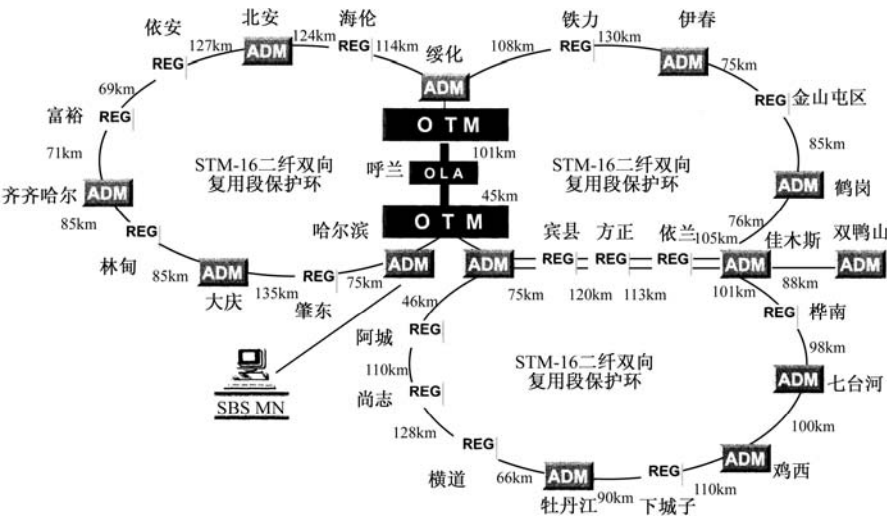 北安
海伦
铁力
伊春
依安
124km
REG
114km
绥化
108km
REG
130km
127km
ADM
ADM
75km
REG
ADM
69km
REG
金山屯区
富裕
REG
OTM
101km
85km
71km
STM-16二纤双向
复用段保护环
呼兰
OLA
STM-16二纤双向
复用段保护环
45km
齐齐哈尔
ADM
ADM
鹤岗
OTM
85km
哈尔滨
宾县
方正
依兰
76km
105km
佳木斯
双鸭山
林甸
REG
85km
ADM
ADM
ADM
REG
REG
REG
ADM
ADM
大庆
135km
REG
75km
肇东
46km
75km
120km
113km
101km
88km
REG
桦南
阿城
REG
98km
110km
STM-16二纤双向
复用段保护环
SBS MN
尚志
REG
ADM
七台河
128km
100km
REG
横道
66km
ADM
REG
ADM
鸡西
牡丹江
90km
下城子
110km